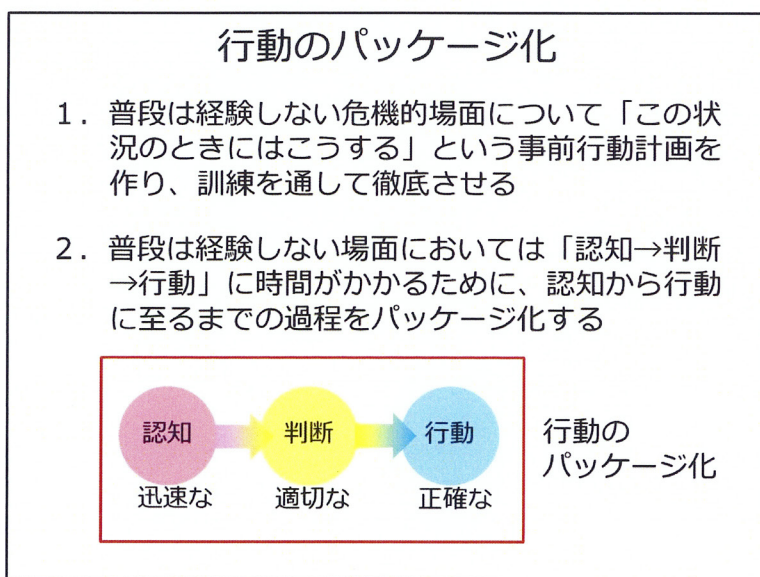 行動のパッケージ化
1．普段は経験しない危機的場面について「この状
況のときにはこうする」という事前行動計画を
作り、訓練を通して徹底させる
2．普段は経験しない場面においては「認知→判断
→行動」に時間がかかるために、認知から行動
に至るまでの過程をパッケージ化する
認知 判断 行動
迅速な 適切な 正確な
行動の
パッケージ化